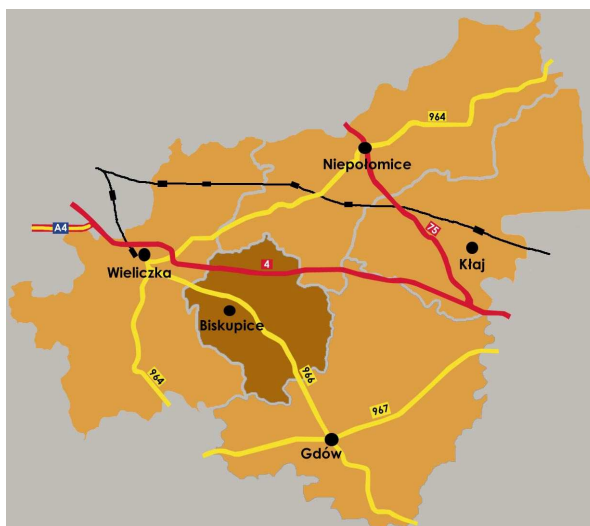 964
Niepołomice
A4
75
Wieliczka
4
Kłaj
Biskupice
964
966
967
Gdów